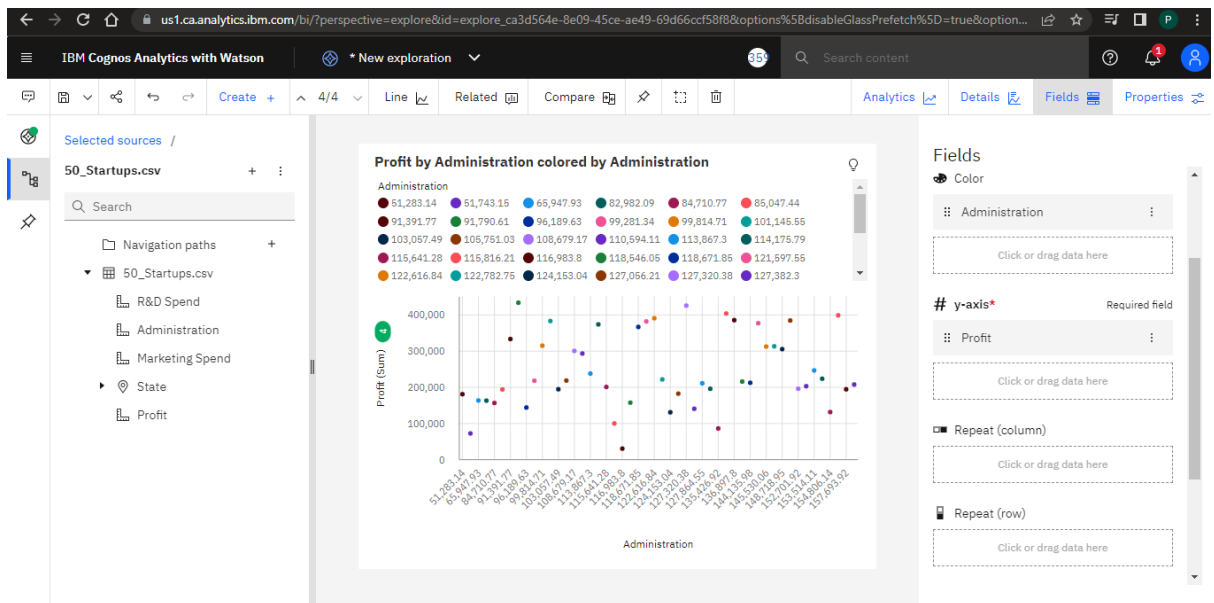 us1.ca.analytics.ibm.com/bi/?perspective=explore&id=explore_ca3d564e-8e09-45ce-ae49-69d66ccf58f8&options%5BdisableGlassPrefetch%5D=true&option...
P
IBM Cognos Analytics with Watson
* New exploration
359
Search content
1
Create +
4/4
Line
Related
Compare
Analytics
Details
Fields
Properties
Selected sources /
50_Startups.csv
Search
Navigation paths
50_Startups.csv
R&D Spend
Administration
Marketing Spend
State
Profit
Profit by Administration colored by Administration
Administration
51,283.14 51,743.15 65,947.93 82,982.09 84,710.77 85,047.44
91,391.77 91,790.61 96,189.63 99,281.34 99,814.71 101,145.55
103,057.49 105,751.03 108,679.17 110,594.11 113,867.3 114,175.79
115,641.28 115,816.21 116,983.8 118,546.05 118,671.85 121,597.55
122,616.84 122,782.75 124,153.04 127,056.21 127,320.38 127,382.3
4
Profit (Sum)
400,000
300,000
200,000
100,000
0
51,283.14 65,947.93 84,710.77 91,391.77 96,189.63 99,814.71 103,057.49 108,679.17 113,867.3 115,641.28 116,983.8 118,671.85 122,616.84 124,153.04 127,320.38 127,864.55 135,426.92 136,897.8 144,135.98 145,530.06 148,718.95 152,701.92 153,514.11 154,806.14 157,693.92
Administration
Fields
Color
Administration
Click or drag data here
# y-axis*
Required field
Profit
Click or drag data here
Repeat (column)
Click or drag data here
Repeat (row)
Click or drag data here